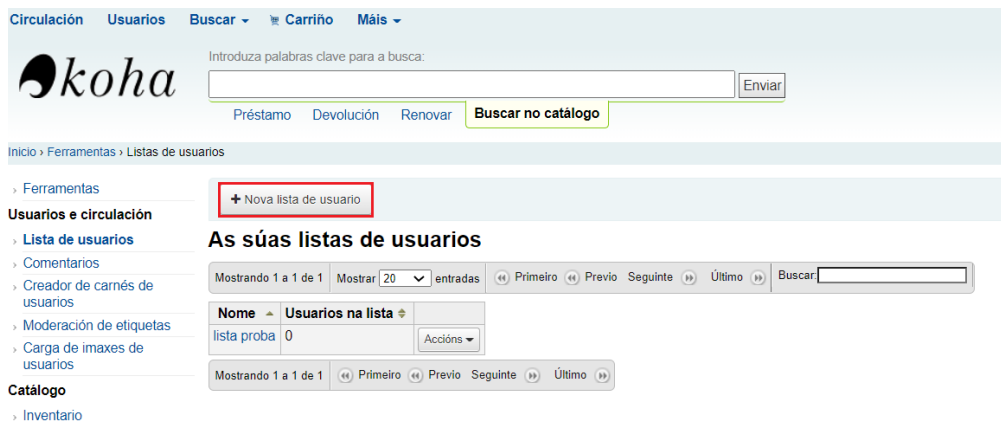 Circulación Usuarios Buscar Carriño Máis
koha
Introduza palabras clave para a busca:
Enviar
Préstamo Devolución Renovar Buscar no catálogo
Inicio › Ferramentas › Listas de usuarios
› Ferramentas
Usuarios e circulación
› Lista de usuarios
› Comentarios
› Creador de carnés de
usuarios
› Moderación de etiquetas
› Carga de imaxes de
usuarios
Catálogo
› Inventario
+ Nova lista de usuario
As súas listas de usuarios
Mostrando 1 a 1 de 1 Mostrar 20 entradas Primeiro Previo Seguinte Último Buscar:
Nome Usuarios na lista
lista proba 0 Accións
Mostrando 1 a 1 de 1 Primeiro Previo Seguinte Último